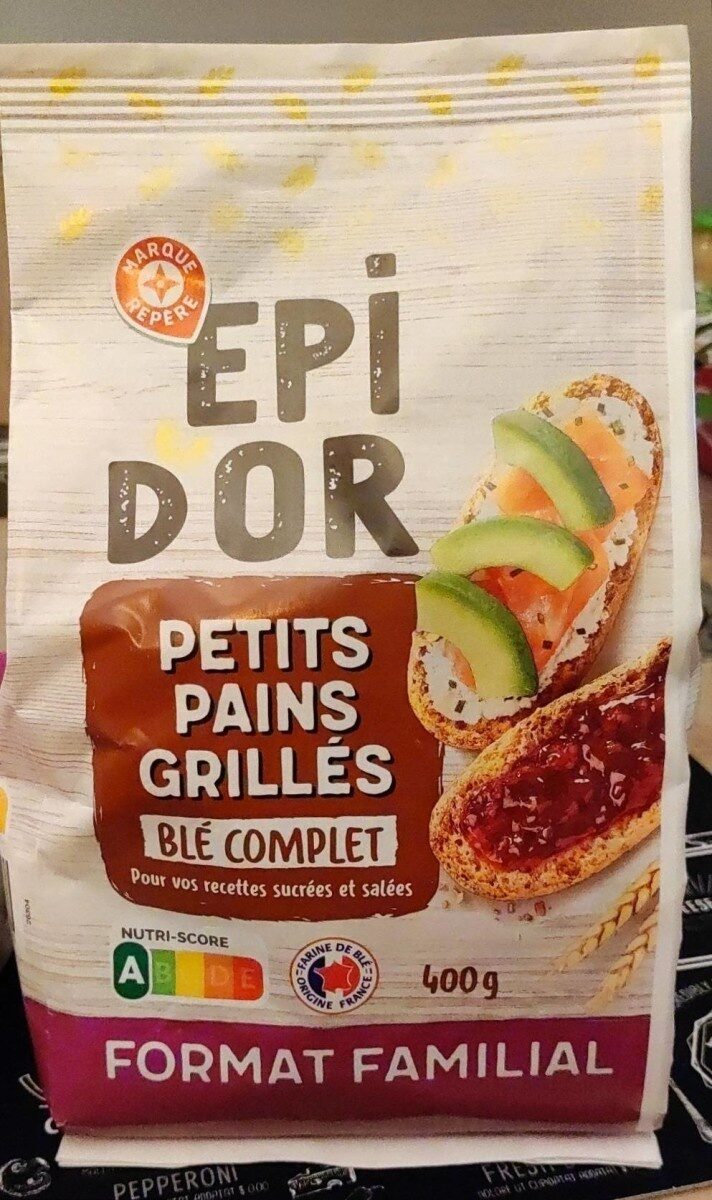 MARQUE
REPÈRE
EPI
D'OR
PETITS
PAINS
GRILLÉS
BLÉ COMPLET
Pour vos recettes sucrées et salées
NUTRI-SCORE
A B D E
FARINE DE BLÉ
ORIGINE FRANCE
400g
FORMAT FAMILIAL
PEPPERONI